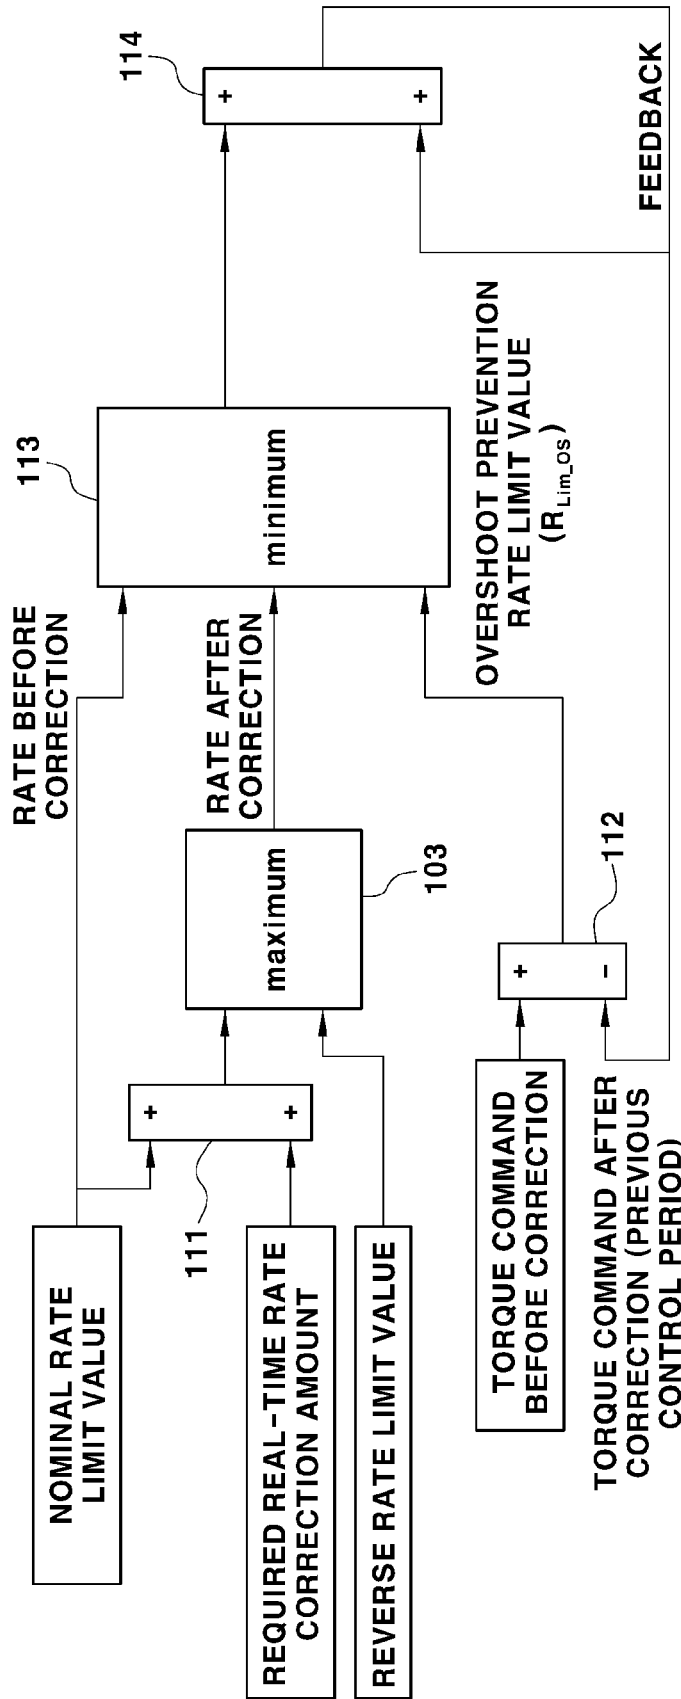 NOMINAL RATE
LIMIT VALUE
REQUIRED REAL-TIME RATE
CORRECTION AMOUNT
REVERSE RATE LIMIT VALUE
111
+
+
maximum
103
RATE BEFORE
CORRECTION
RATE AFTER
CORRECTION
TORQUE COMMAND
BEFORE CORRECTION
TORQUE COMMAND AFTER
CORRECTION (PREVIOUS
CONTROL PERIOD)
+
-
112
OVERSHOOT PREVENTION
RATE LIMIT VALUE
(RLim_OS)
113
minimum
114
+
+
FEEDBACK